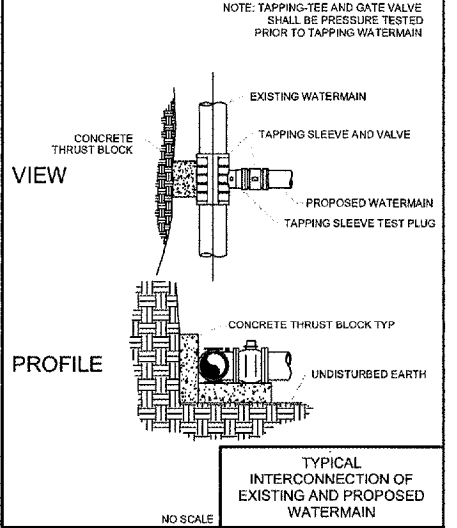 NOTE: TAPPING-TEE AND GATE VALVE
SHALL BE PRESSURE TESTED
PRIOR TO TAPPING WATERMAIN
EXISTING WATERMAIN
CONCRETE
THRUST BLOCK
TAPPING SLEEVE AND VALVE
VIEW
PROPOSED WATERMAIN
TAPPING SLEEVE TEST PLUG
CONCRETE THRUST BLOCK TYP
PROFILE
UNDISTURBED EARTH
TYPICAL
INTERCONNECTION OF
EXISTING AND PROPOSED
WATERMAIN
NO SCALE